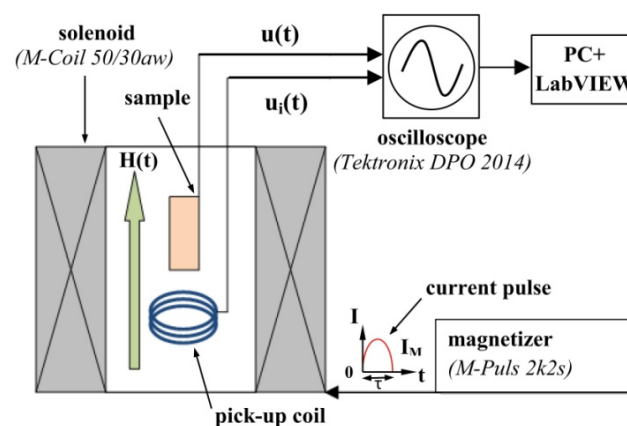 solenoid
(M-Coil 50/30aw)
sample
u(t)
u_i(t)
PC+
LabVIEW
oscilloscope
(Tektronix DPO 2014)
H(t)
current pulse
I
I_M
0
τ
t
magnetizer
(M-Puls 2k2s)
pick-up coil